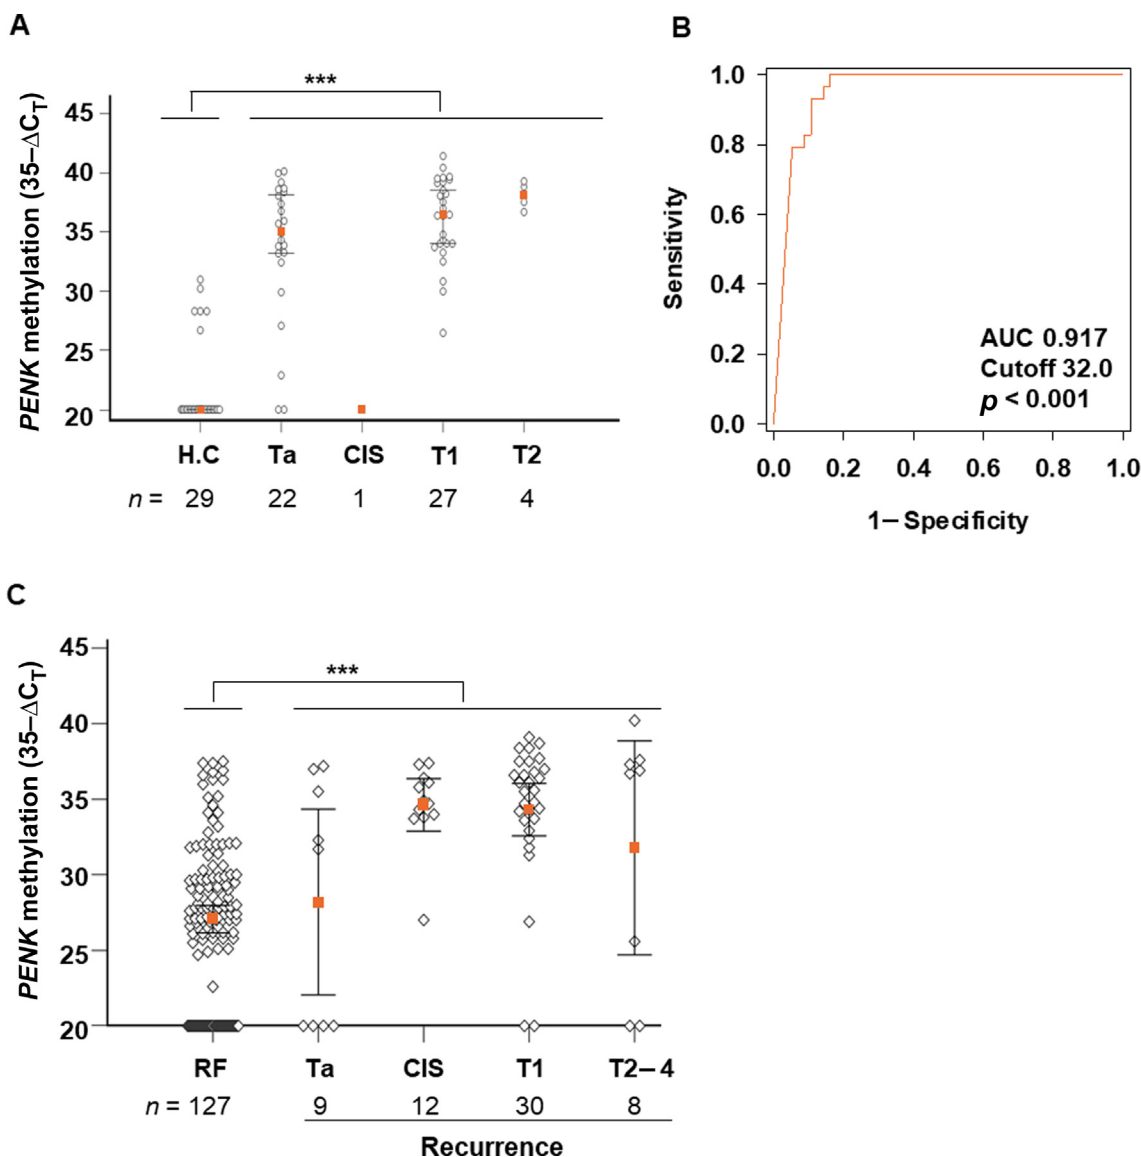 A
***
PENK methylation (35–ΔCT)
45
40
35
30
25
20
H.C Ta CIS T1 T2
n = 29 22 1 27 4
B
Sensitivity
1.0
0.8
0.6
0.4
0.2
0.0
AUC 0.917
Cutoff 32.0
p < 0.001
0.0 0.2 0.4 0.6 0.8 1.0
1–Specificity
C
***
PENK methylation (35–ΔCT)
45
40
35
30
25
20
RF Ta CIS T1 T2–4
n = 127 9 12 30 8
Recurrence